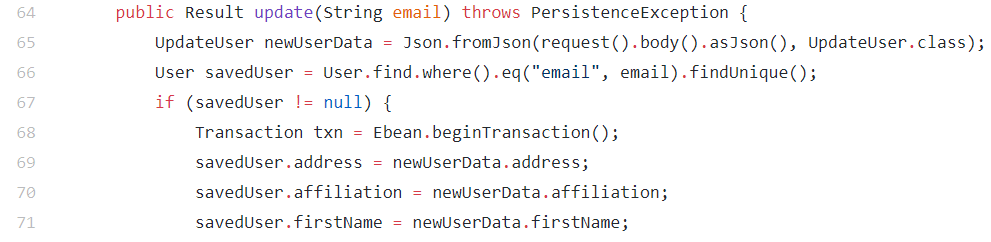 64 public Result update(String email) throws PersistenceException {
65 UpdateUser newUserData = Json.fromJson(request().body().asJson(), UpdateUser.class);
66 User savedUser = User.find.where().eq("email", email).findUnique();
67 if (savedUser != null) {
68 Transaction txn = Ebean.beginTransaction();
69 savedUser.address = newUserData.address;
70 savedUser.affiliation = newUserData.affiliation;
71 savedUser.firstName = newUserData.firstName;